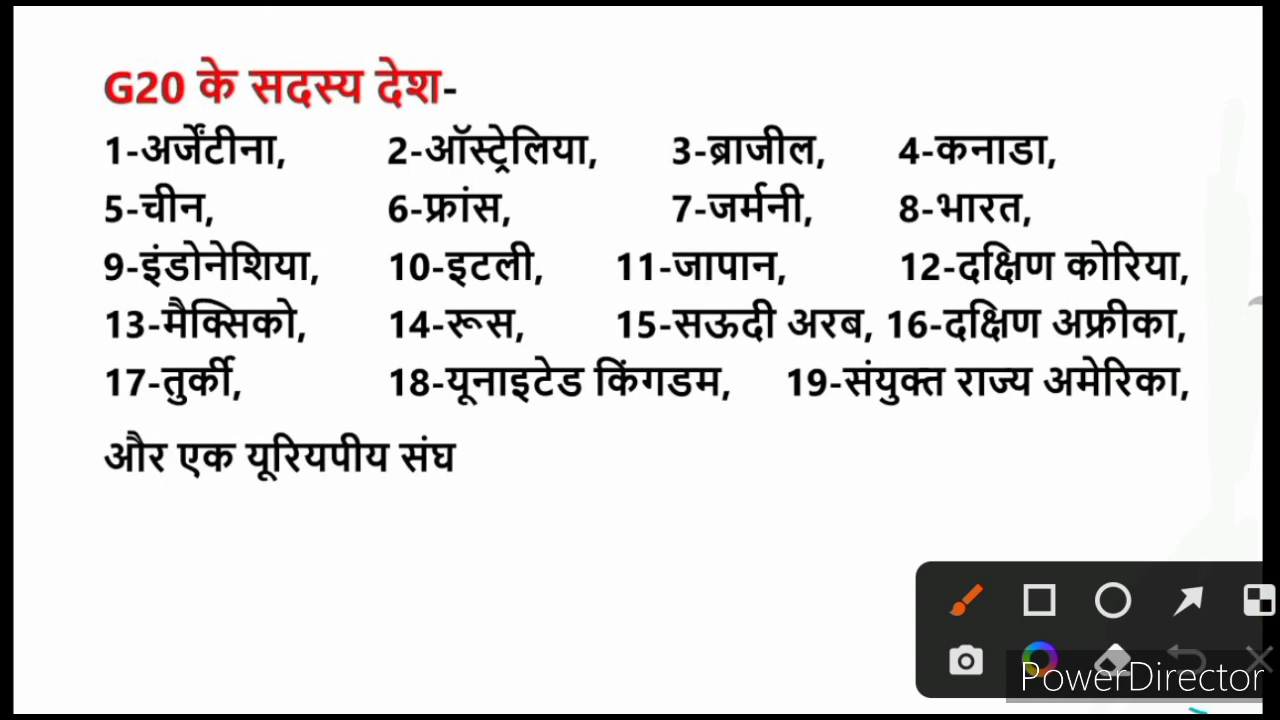 G20 के सदस्य देश-
1-अर्जेंटीना, 2-ऑस्ट्रेलिया, 3-ब्राजील, 4-कनाडा,
5-चीन, 6-फ्रांस, 7-जर्मनी, 8-भारत,
9-इंडोनेशिया, 10-इटली, 11-जापान, 12-दक्षिण कोरिया,
13-मैक्सिको, 14-रूस, 15-सऊदी अरब, 16-दक्षिण अफ्रीका,
17-तुर्की, 18-यूनाइटेड किंगडम, 19-संयुक्त राज्य अमेरिका,
और एक यूरियपीय संघ
PowerDirector